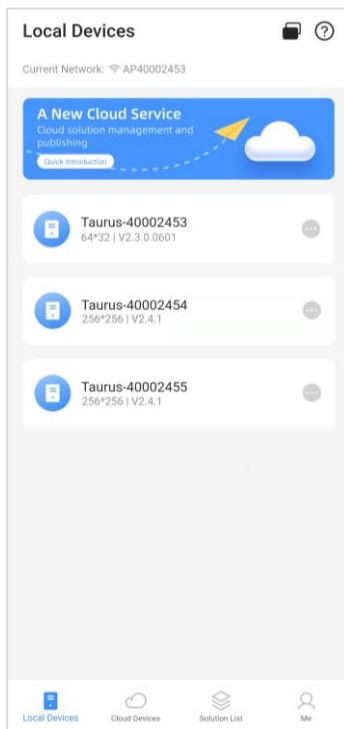 Local Devices
Current Network: AP40002453
A New Cloud Service
Cloud solution management and
publishing
Quick Introduction
Taurus-40002453
64*32 | V2.3.0.0601
Taurus-40002454
256*256 | V2.4.1
Taurus-40002455
256*256 | V2.4.1
Local Devices
Cloud Devices
Solution List
Me